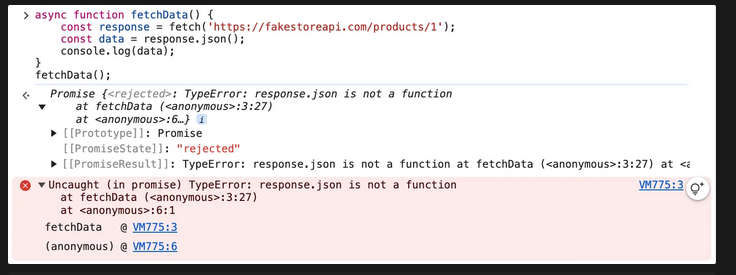 > async function fetchData() {
const response = fetch('https://fakestoreapi.com/products/1');
const data = response.json();
console.log(data);
}
fetchData();
Promise {<rejected>: TypeError: response.json is not a function
at fetchData (<anonymous>:3:27)
at <anonymous>:6…} i
[[Prototype]]: Promise
[[PromiseState]]: "rejected"
[[PromiseResult]]: TypeError: response.json is not a function at fetchData (<anonymous>:3:27) at <a
Uncaught (in promise) TypeError: response.json is not a function VM775:3
at fetchData (<anonymous>:3:27)
at <anonymous>:6:1
fetchData @ VM775:3
(anonymous) @ VM775:6